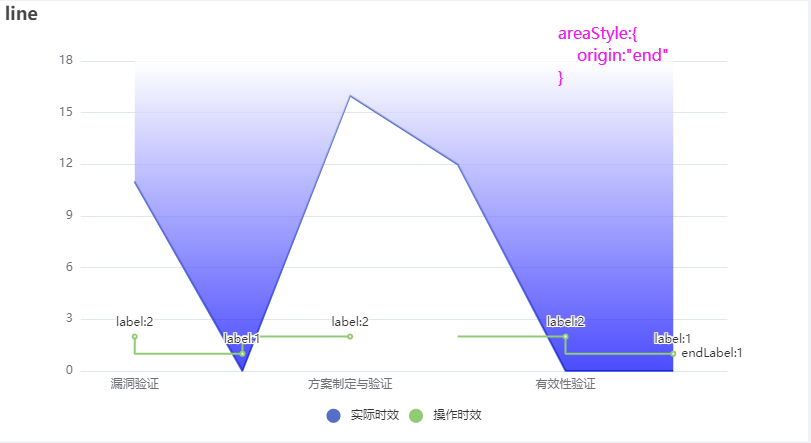 line
areaStyle:{
origin:"end"
}
18
15
12
9
6
3
0
label:2
label:1
label:2
label:2
label:1
endLabel:1
漏洞验证
方案制定与验证
有效性验证
实际时效
操作时效